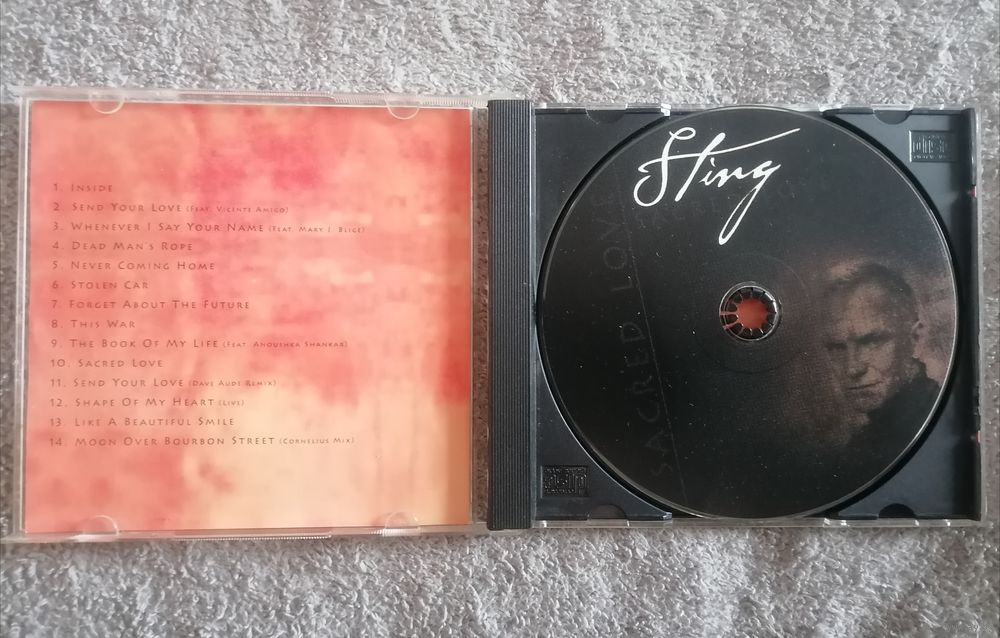 1. Inside
2. Send Your Love (Feat. Vicente Amigo)
3. Whenever I Say Your Name (Feat. Mary J. Blige)
4. Dead Man's Rope
5. Never Coming Home
6. Stolen Car
7. Forget About The Future
8. This War
9. The Book Of My Life (Feat. Anoushka Shankar)
10. Sacred Love
11. Send Your Love (Dave Aude Remix)
12. Shape Of My Heart (Live)
13. Like A Beautiful Smile
14. Moon Over Bourbon Street (Cornelius Mix)
Sting
SACRED LOVE
disc